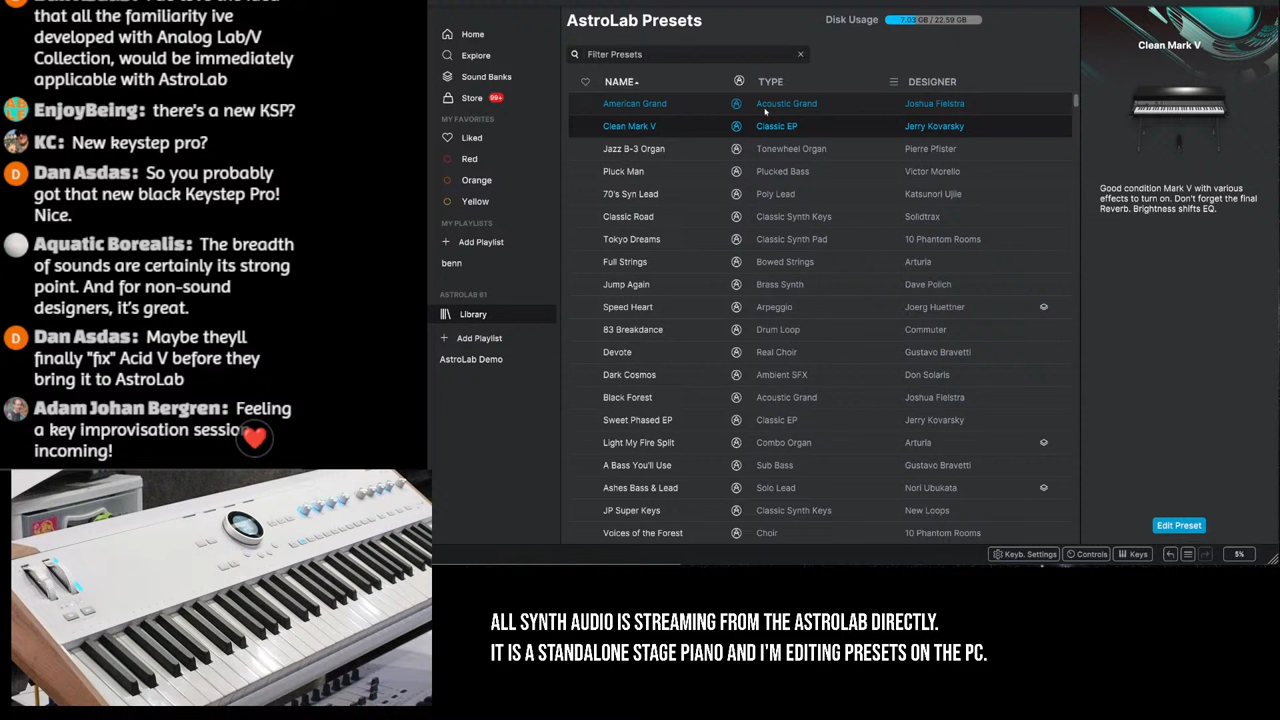 that all the familiarity ive
developed with Analog Lab/V
Collection, would be immediately
applicable with AstroLab
EnjoyBeing: there's a new KSP?
KC: New keystep pro?
Dan Asdas: So you probably
got that new black Keystep Pro!
Nice.
Aquatic Borealis: The breadth
of sounds are certainly its strong
point. And for non-sound
designers, it's great.
Dan Asdas: Maybe theyll
finally "fix" Acid V before they
bring it to AstroLab
Adam Johan Bergren: Feeling
a key improvisation session
incoming!
Home
Explore
Sound Banks
Store 99+
MY FAVORITES
Liked
Red
Orange
Yellow
MY PLAYLISTS
+ Add Playlist
benn
ASTROLAB 61
Library
+ Add Playlist
AstroLab Demo
AstroLab Presets
Disk Usage 7.03 GB / 22.59 GB
Filter Presets
NAME TYPE DESIGNER
American Grand Acoustic Grand Joshua Fielstra
Clean Mark V Classic EP Jerry Kovarsky
Jazz B-3 Organ Tonewheel Organ Pierre Pfister
Pluck Man Plucked Bass Victor Morello
70's Syn Lead Poly Lead Katsunori Ujiie
Classic Road Classic Synth Keys Solidtrax
Tokyo Dreams Classic Synth Pad 10 Phantom Rooms
Full Strings Bowed Strings Arturia
Jump Again Brass Synth Dave Polich
Speed Heart Arpeggio Joerg Huettner
83 Breakdance Drum Loop Commuter
Devote Real Choir Gustavo Bravetti
Dark Cosmos Ambient SFX Don Solaris
Black Forest Acoustic Grand Joshua Fielstra
Sweet Phased EP Classic EP Jerry Kovarsky
Light My Fire Split Combo Organ Arturia
A Bass You'll Use Sub Bass Gustavo Bravetti
Ashes Bass & Lead Solo Lead Nori Ubukata
JP Super Keys Classic Synth Keys New Loops
Voices of the Forest Choir 10 Phantom Rooms
Clean Mark V
Good condition Mark V with various
effects to turn on. Don't forget the final
Reverb. Brightness shifts EQ.
Edit Preset
Keyb. Settings Controls Keys 5%
ALL SYNTH AUDIO IS STREAMING FROM THE ASTROLAB DIRECTLY.
IT IS A STANDALONE STAGE PIANO AND I'M EDITING PRESETS ON THE PC.